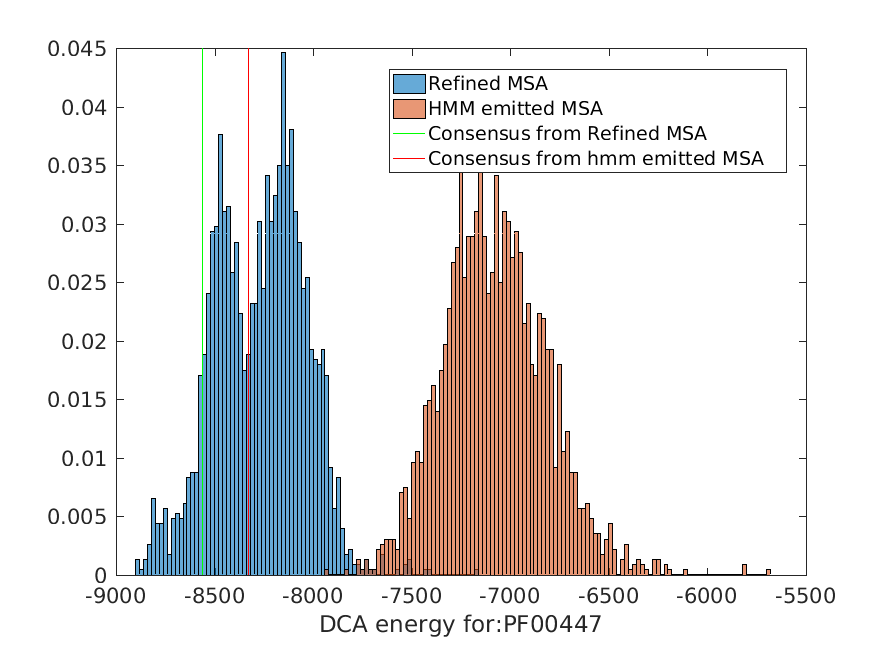 0.045
0.04
0.035
0.03
0.025
0.02
0.015
0.01
0.005
0
Refined MSA
HMM emitted MSA
Consensus from Refined MSA
Consensus from hmm emitted MSA
-9000 -8500 -8000 -7500 -7000 -6500 -6000 -5500
DCA energy for:PF00447